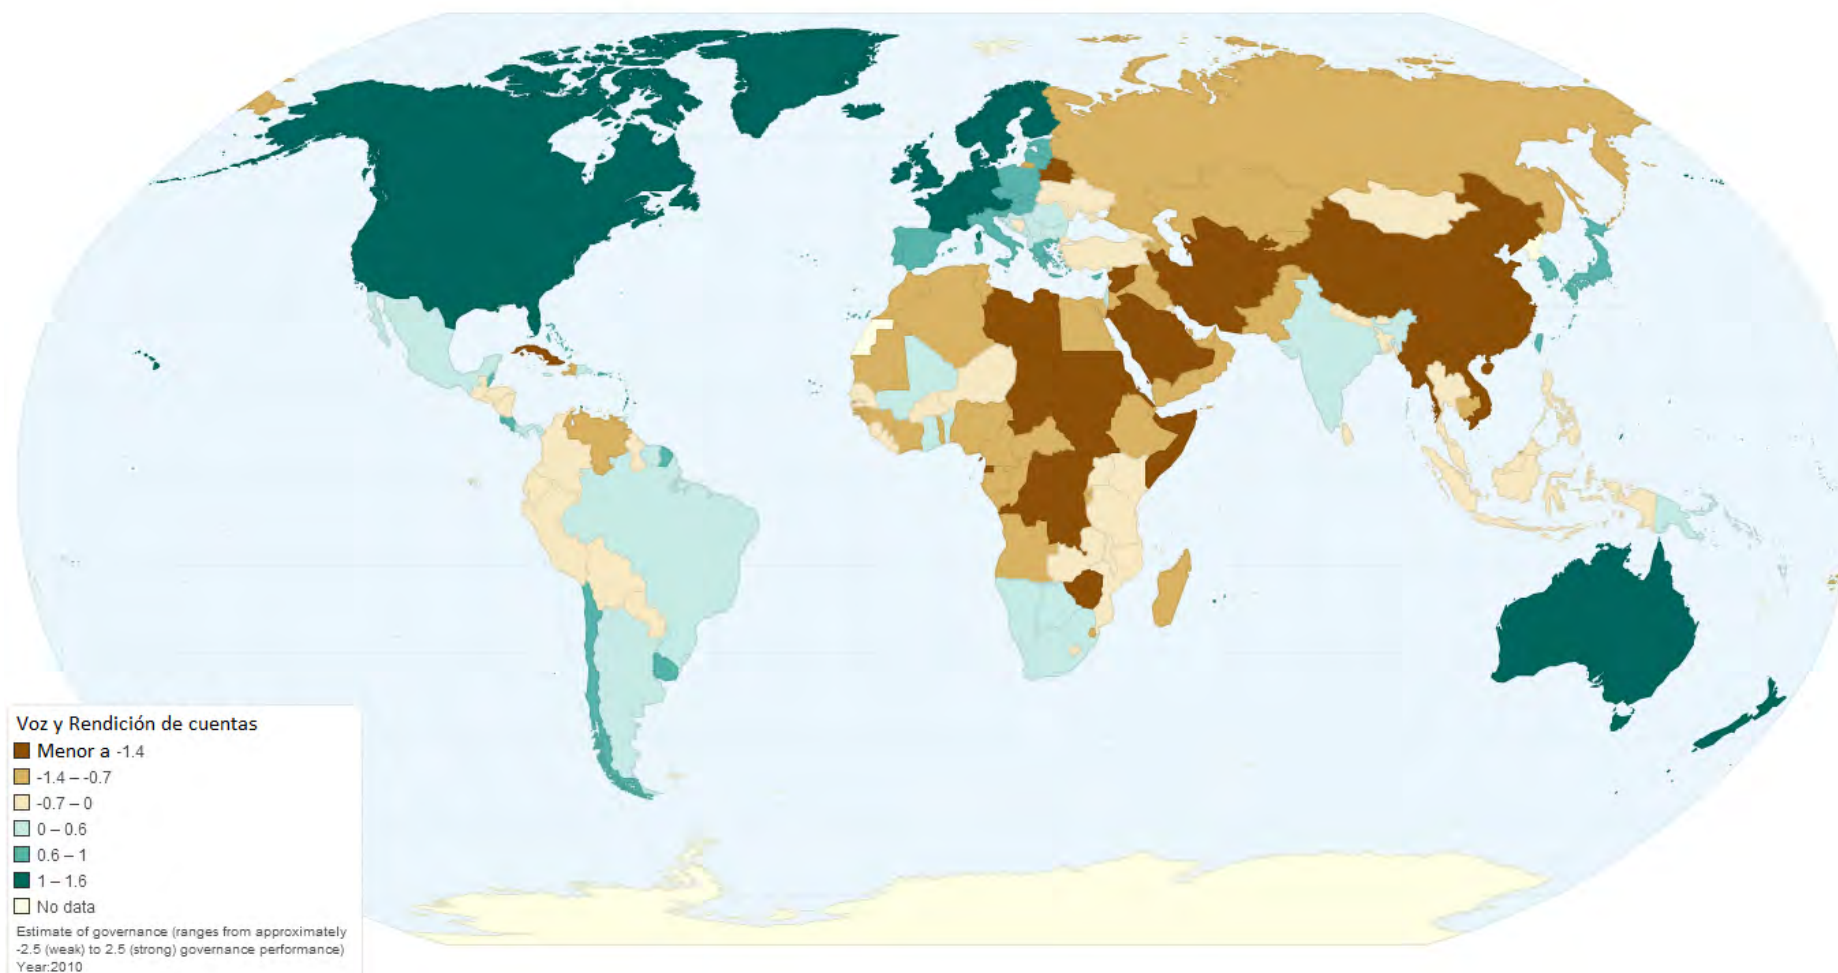 Voz y Rendición de cuentas
Menor a -1.4
-1.4 – -0.7
-0.7 – 0
0 – 0.6
0.6 – 1
1 – 1.6
No data
Estimate of governance (ranges from approximately
-2.5 (weak) to 2.5 (strong) governance performance)
Year:2010